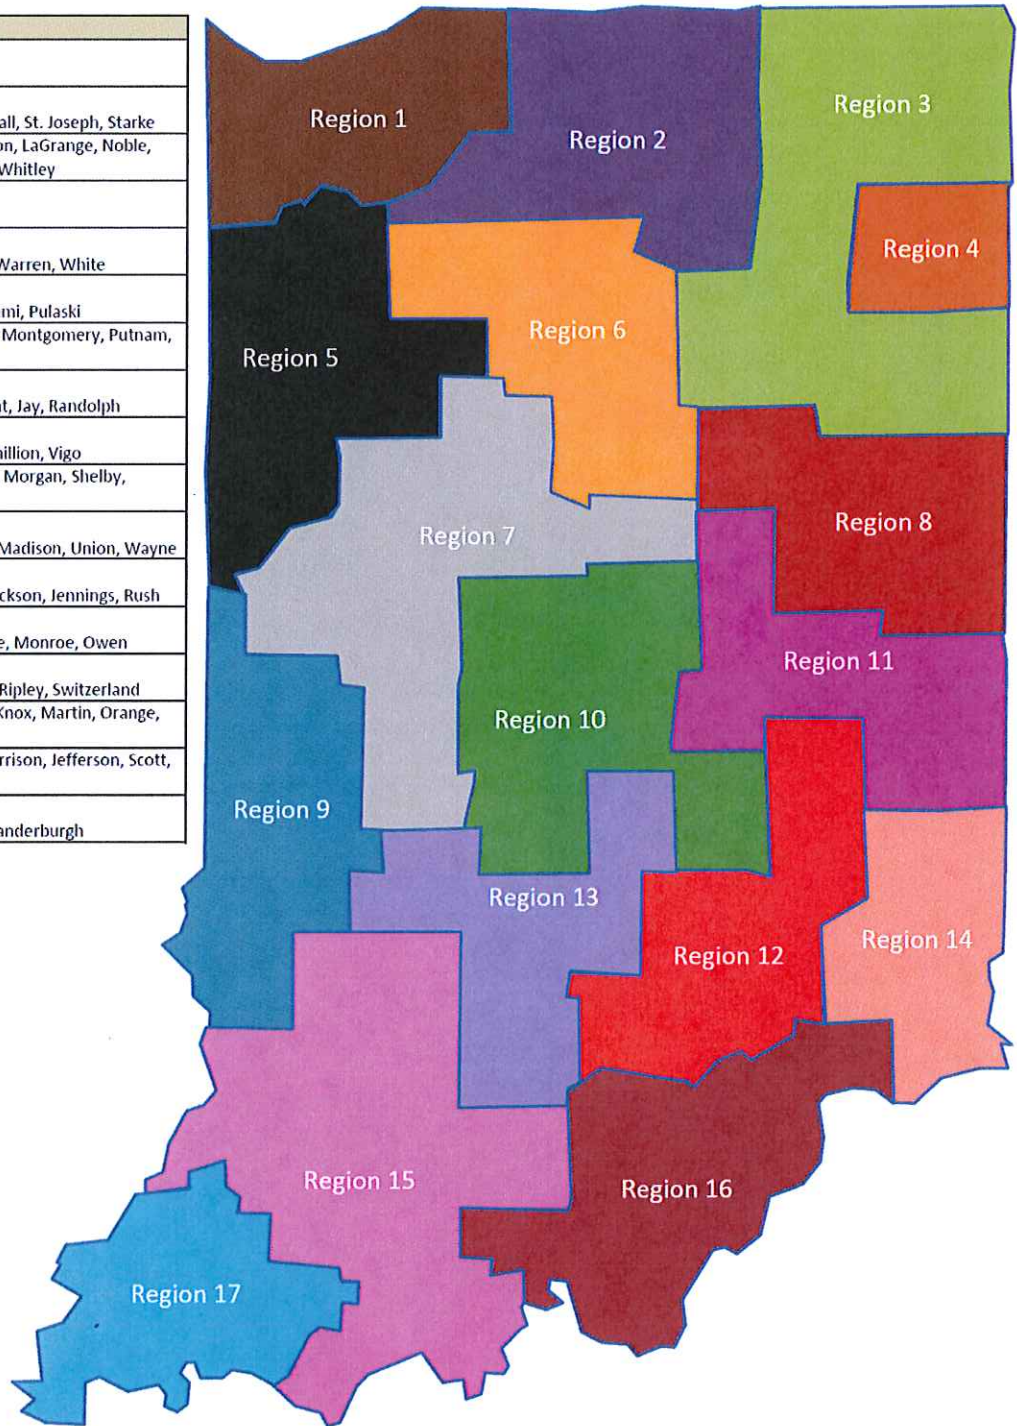 all, St. Joseph, Starke
on, LaGrange, Noble,
Whitley
Warren, White
mi, Pulaski
Montgomery, Putnam,
t, Jay, Randolph
nillion, Vigo
Morgan, Shelby,
Madison, Union, Wayne
ckson, Jennings, Rush
e, Monroe, Owen
Ripley, Switzerland
Knox, Martin, Orange,
rrison, Jefferson, Scott,
anderburgh
Region 1
Region 2
Region 3
Region 4
Region 5
Region 6
Region 7
Region 8
Region 9
Region 10
Region 11
Region 12
Region 13
Region 14
Region 15
Region 16
Region 17